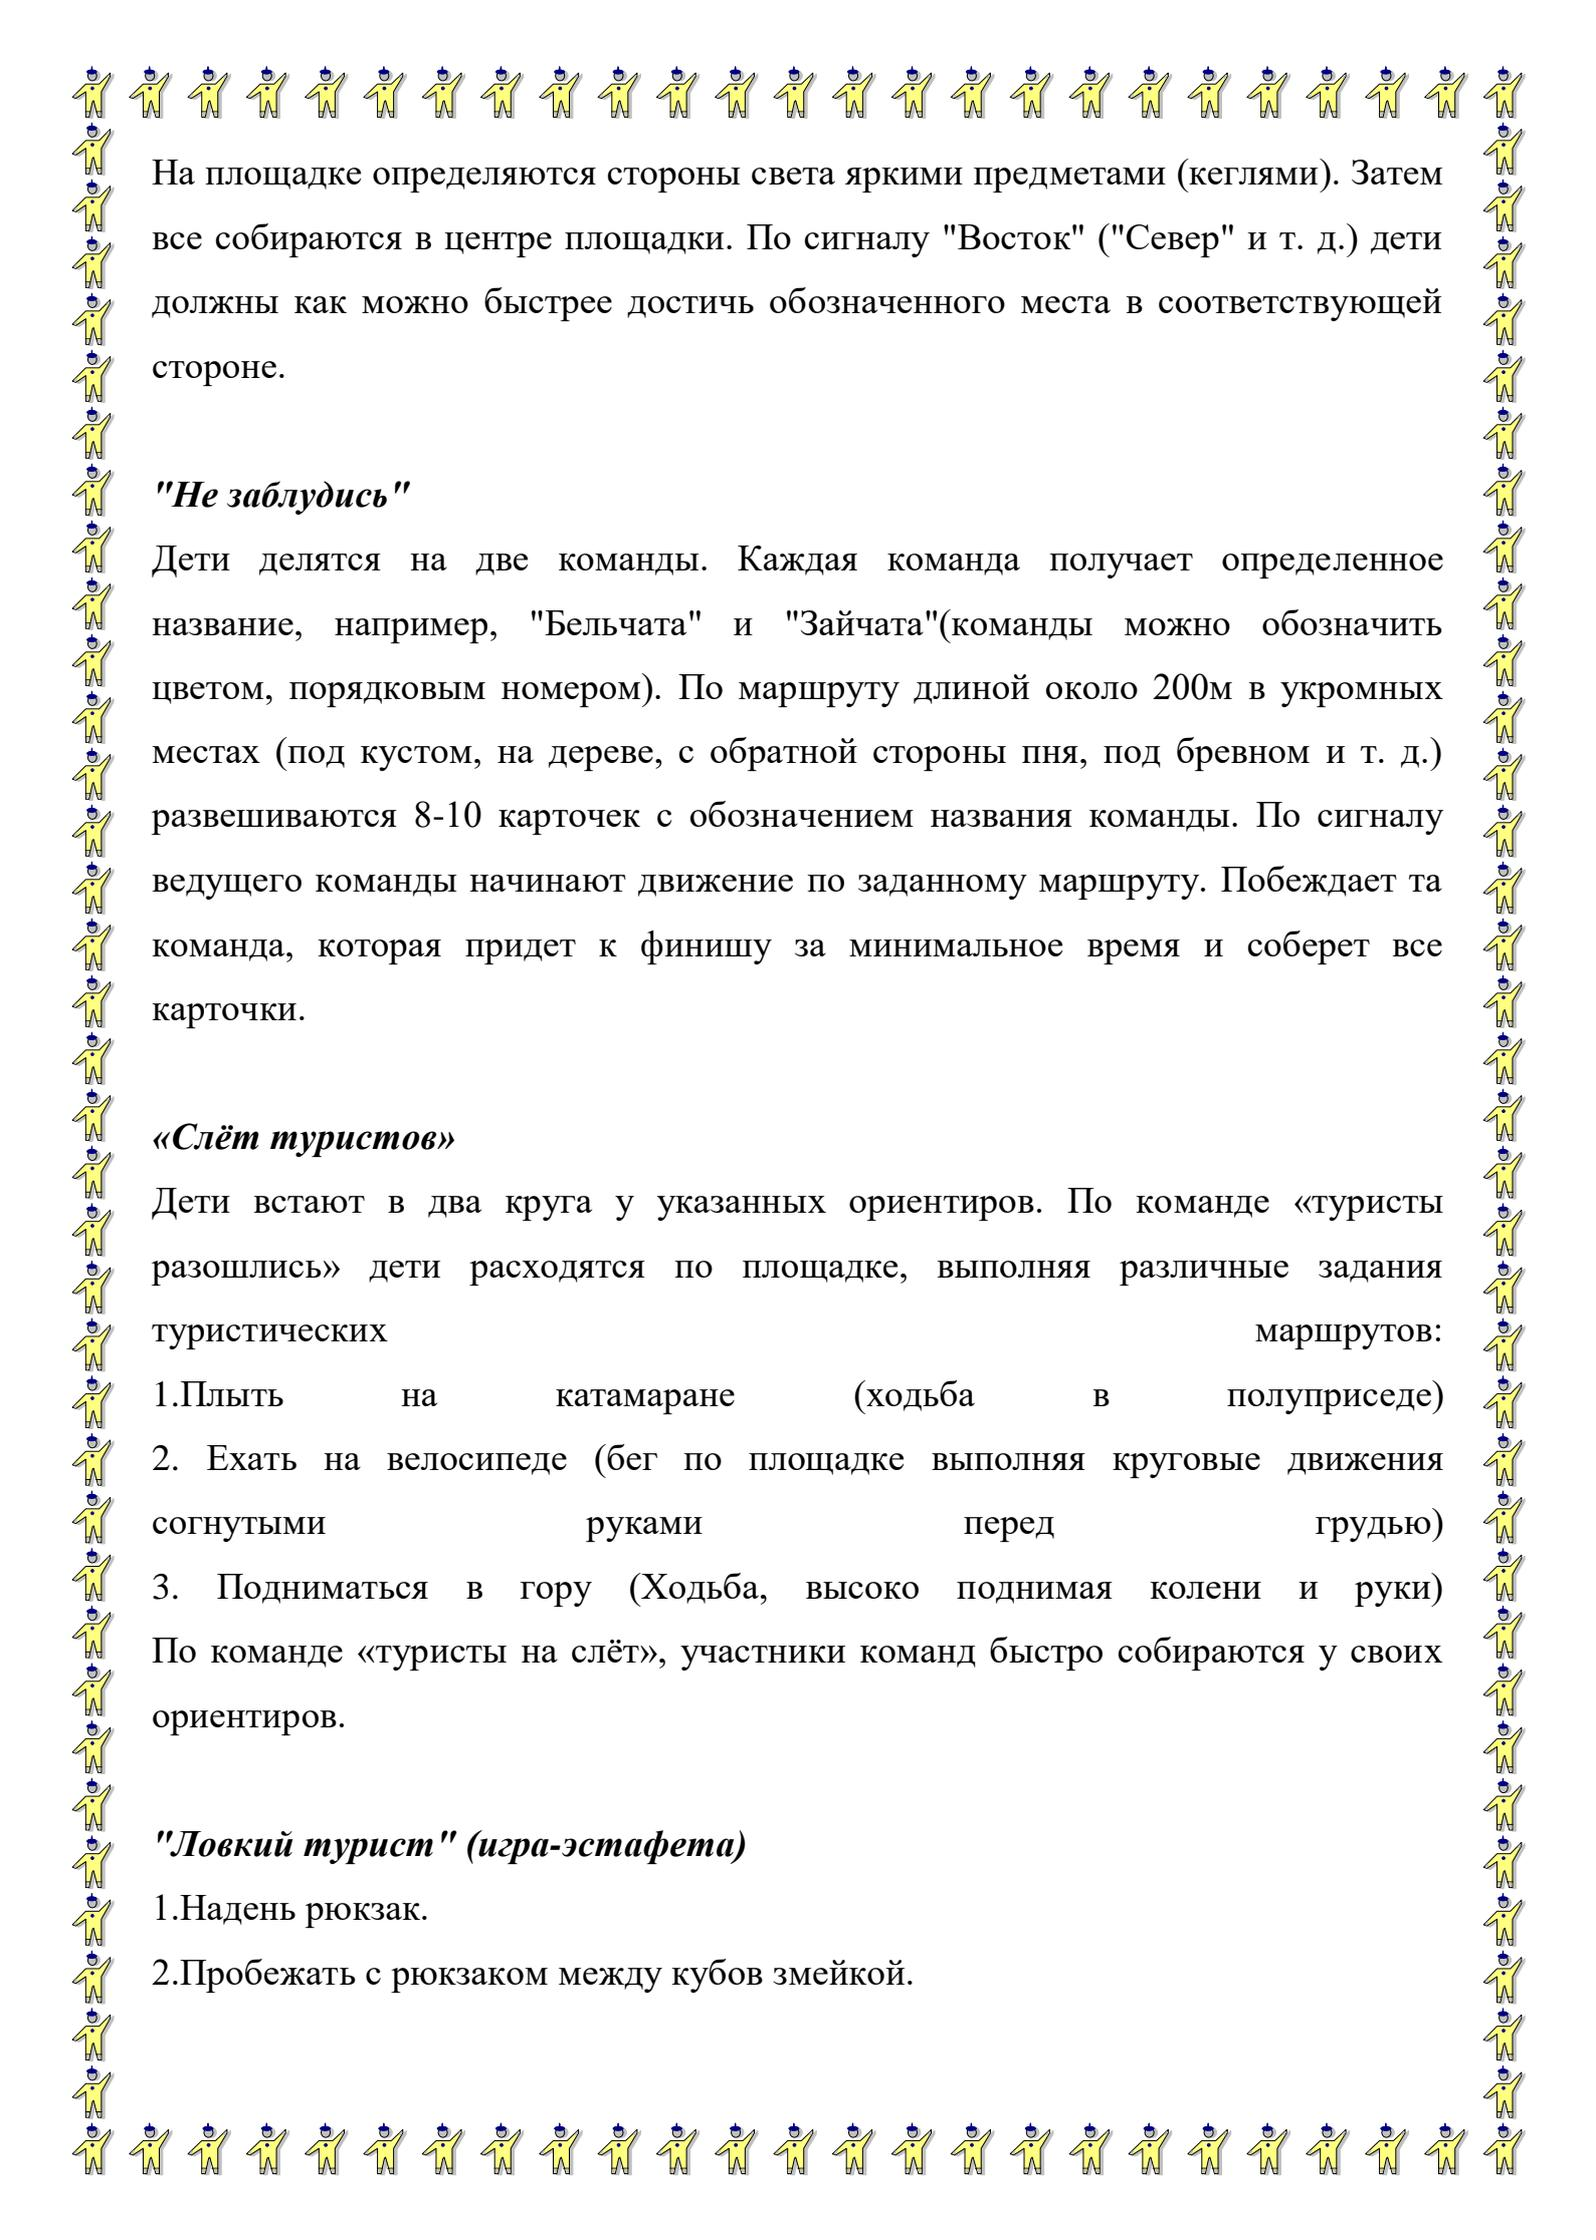 На площадке определяются стороны света яркими предметами (кеглями). Затем
все собираются в центре площадки. По сигналу "Восток" ("Север" и т. д.) дети
должны как можно быстрее достичь обозначенного места в соответствующей
стороне.
"Не заблудись"
Дети делятся на две команды. Каждая команда получает определенное
название, например, "Бельчата" и "Зайчата"(команды можно обозначить
цветом, порядковым номером). По маршруту длиной около 200м в укромных
местах (под кустом, на дереве, с обратной стороны пня, под бревном и т. д.)
развешиваются 8-10 карточек с обозначением названия команды. По сигналу
ведущего команды начинают движение по заданному маршруту. Побеждает та
команда, которая придет к финишу за минимальное время и соберет все
карточки.
«Слёт туристов»
Дети встают в два круга у указанных ориентиров. По команде «туристы
разошлись» дети расходятся по площадке, выполняя различные задания
туристических маршрутов:
1.Плыть на катамаране (ходьба в полуприседе)
2. Ехать на велосипеде (бег по площадке выполняя круговые движения
согнутыми руками перед грудью)
3. Подниматься в гору (Ходьба, высоко поднимая колени и руки)
По команде «туристы на слёт», участники команд быстро собираются у своих
ориентиров.
"Ловкий турист" (игра-эстафета)
1.Надень рюкзак.
2.Пробежать с рюкзаком между кубов змейкой.